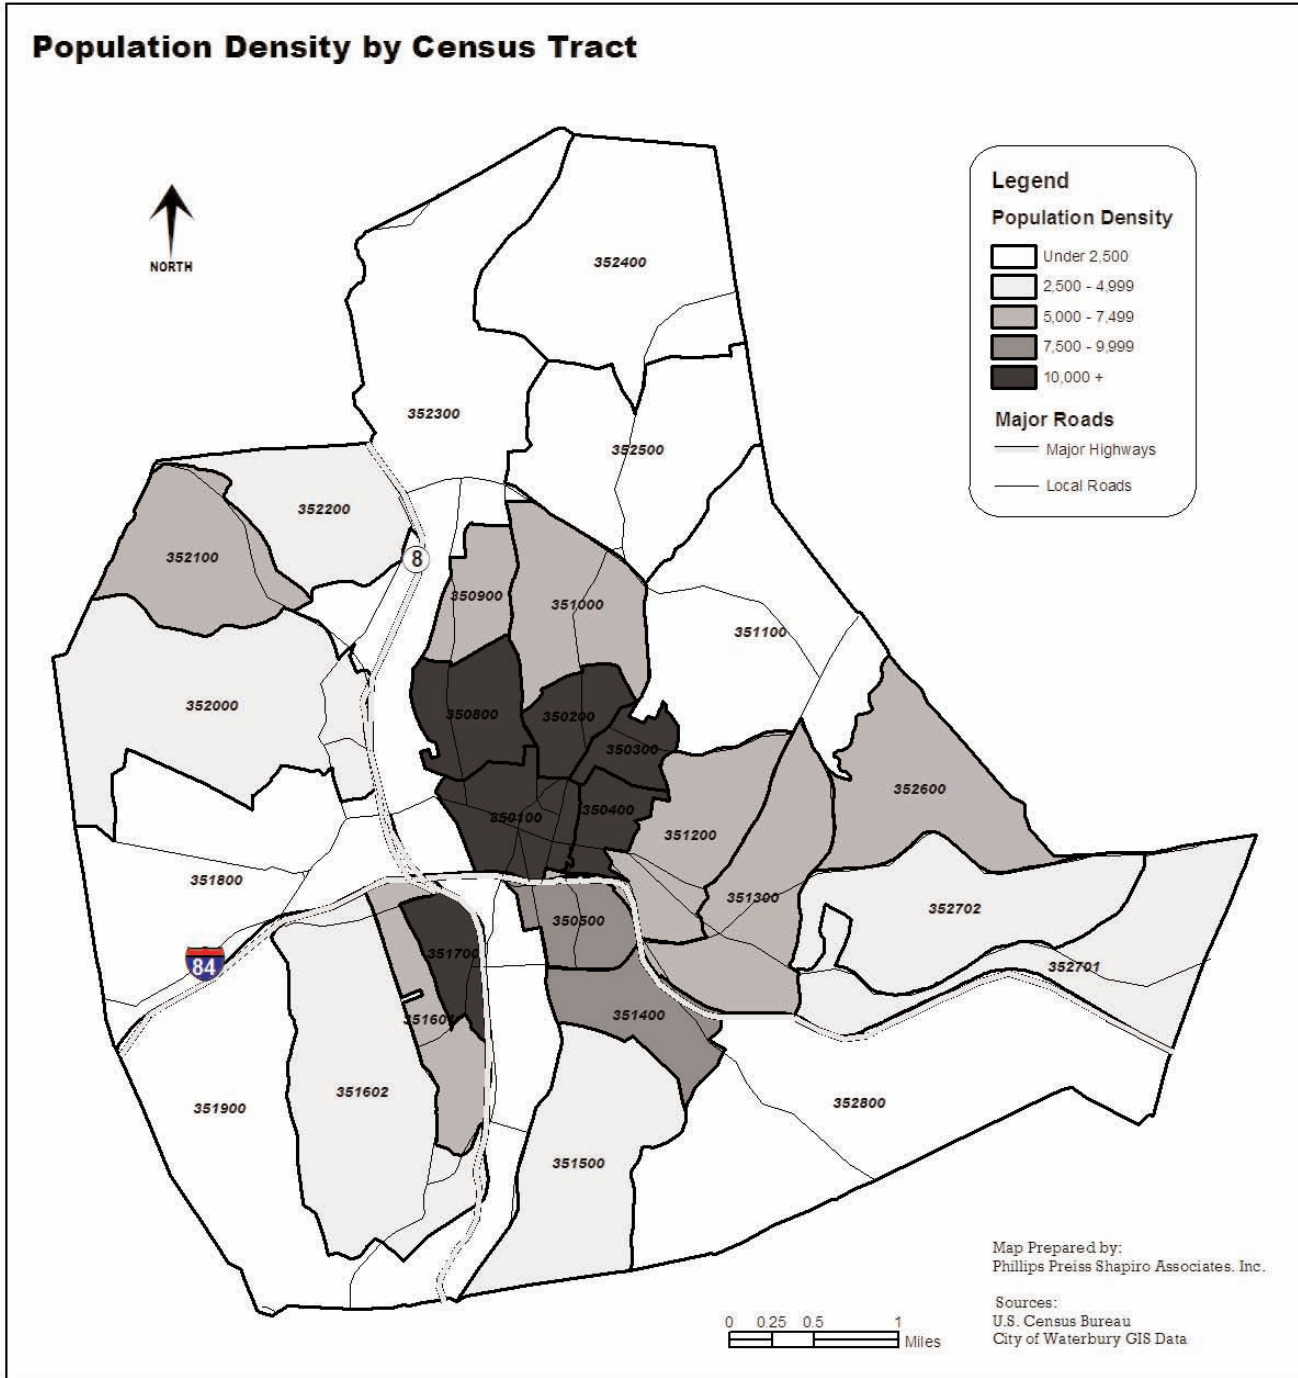 Population Density by Census Tract
NORTH
Legend
Population Density
Under 2,500
2,500 - 4,999
5,000 - 7,499
7,500 - 9,999
10,000 +
Major Roads
Major Highways
Local Roads
352400
352300
352500
352200
352100
8
350900
351000
351100
352000
350800
350200
350300
352600
350100
350400
351200
351800
351300
352702
350500
351700
84
352701
351400
351602
351900
352800
351500
Map Prepared by:
Phillips Preiss Shapiro Associates. Inc.
Sources:
U.S. Census Bureau
City of Waterbury GIS Data
0 0.25 0.5 1
Miles